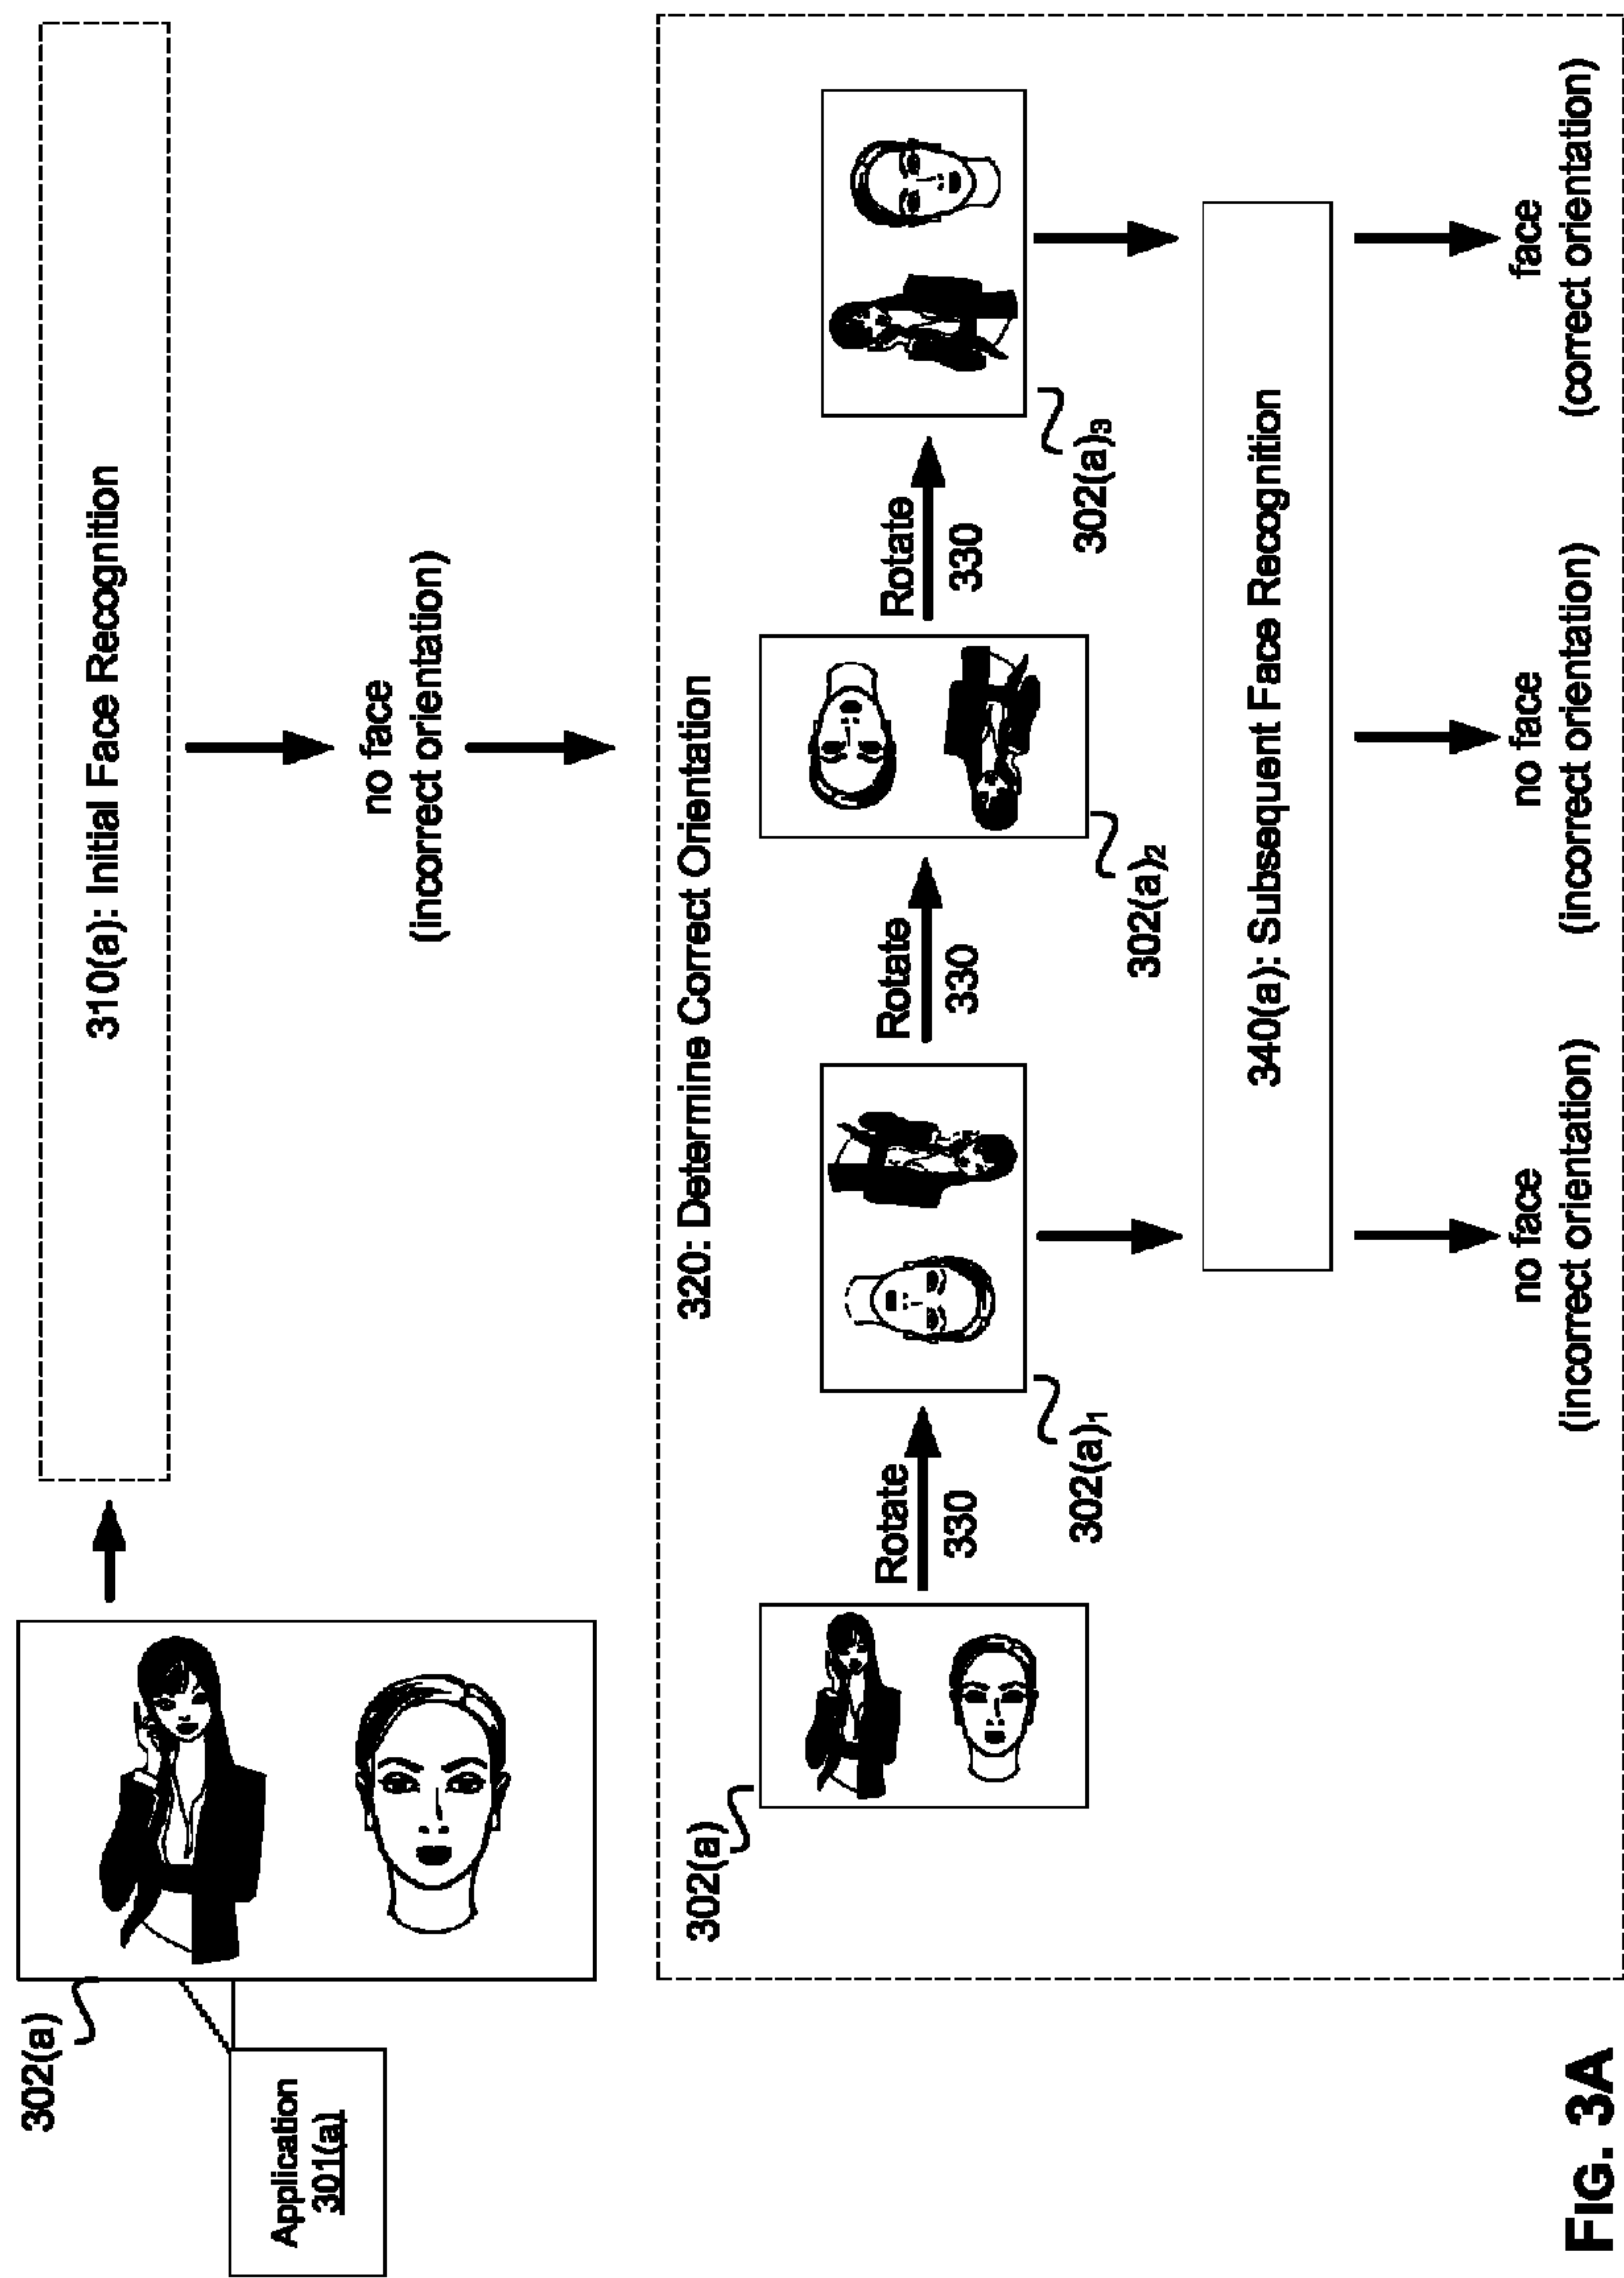 302(a)
Application
301(a)
310(a): Initial Face Recognition
no face
(incorrect orientation)
320: Determine Correct Orientation
302(a)
Rotate
330
302(a)1
Rotate
330
302(a)2
Rotate
330
302(a)3
340(a): Subsequent Face Recognition
no face
(incorrect orientation)
no face
(incorrect orientation)
face
(correct orientation)
FIG. 3A